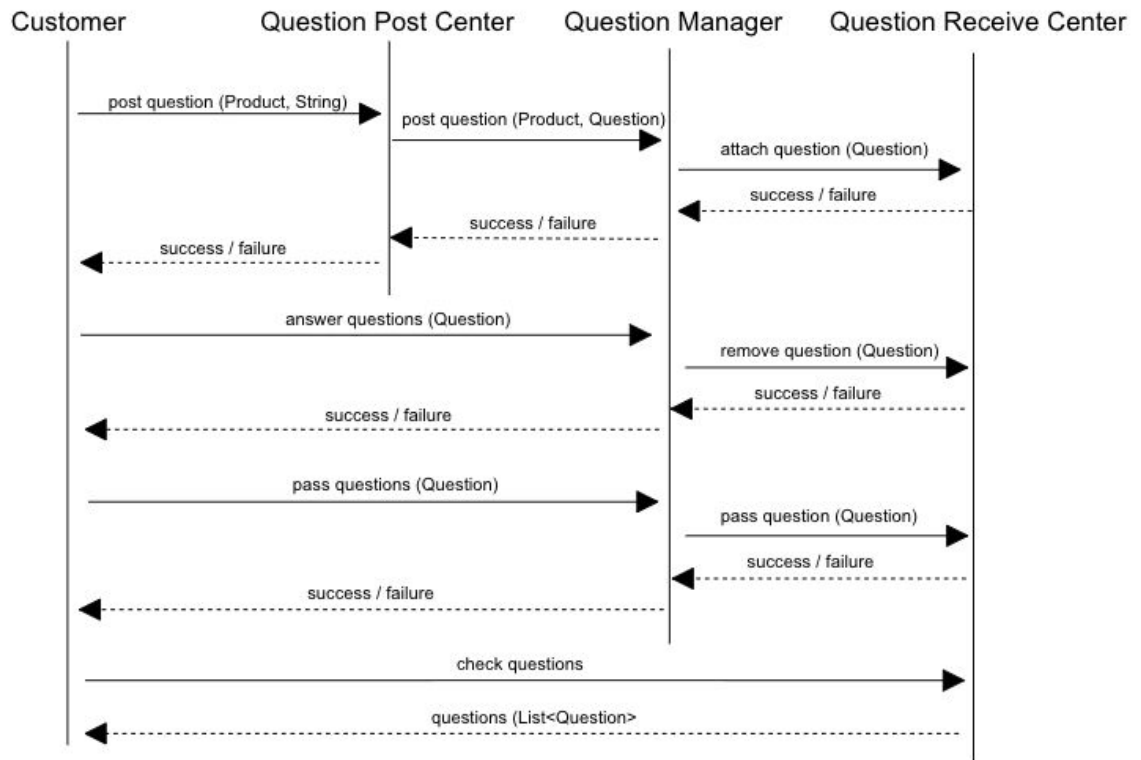 Customer
Question Post Center
Question Manager
Question Receive Center
post question (Product, String)
post question (Product, Question)
attach question (Question)
success / failure
success / failure
success / failure
answer questions (Question)
remove question (Question)
success / failure
success / failure
pass questions (Question)
pass question (Question)
success / failure
success / failure
check questions
questions (List<Question>